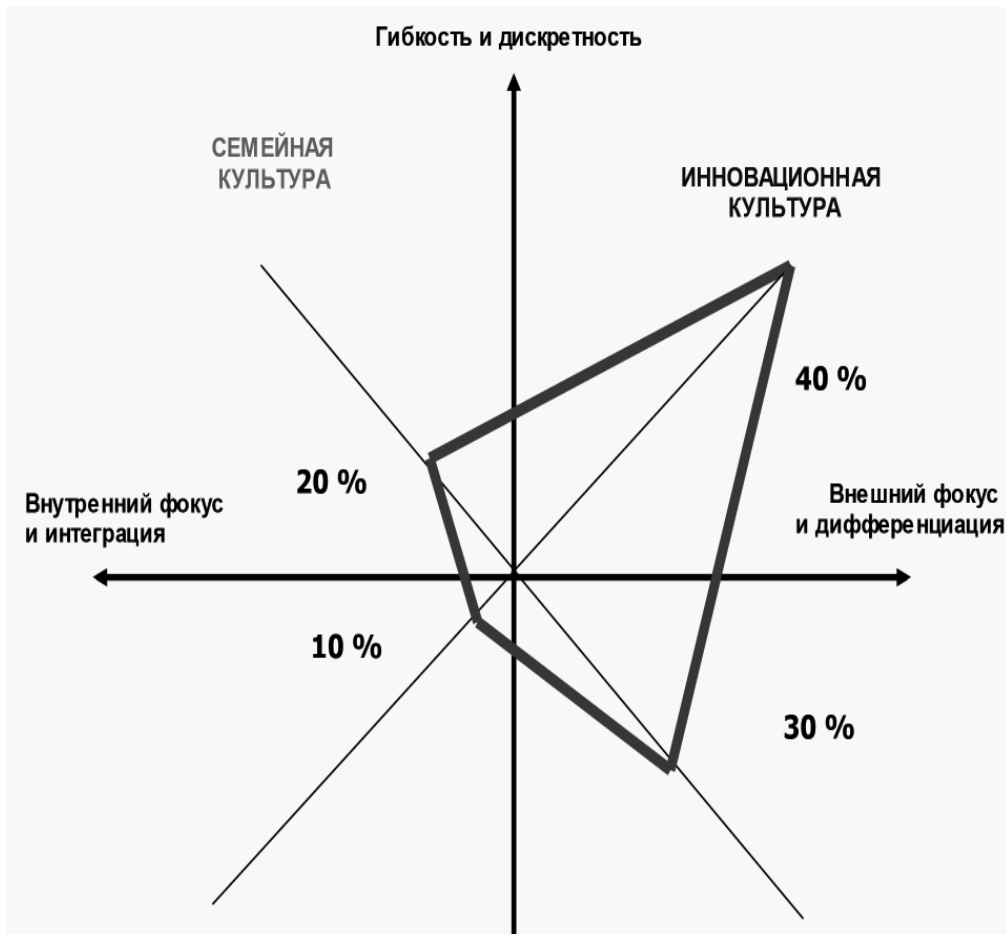 Гибкость и дискретность
СЕМЕЙНАЯ
КУЛЬТУРА
ИННОВАЦИОННАЯ
КУЛЬТУРА
40 %
20 %
Внутренний фокус
и интеграция
Внешний фокус
и дифференциация
10 %
30 %